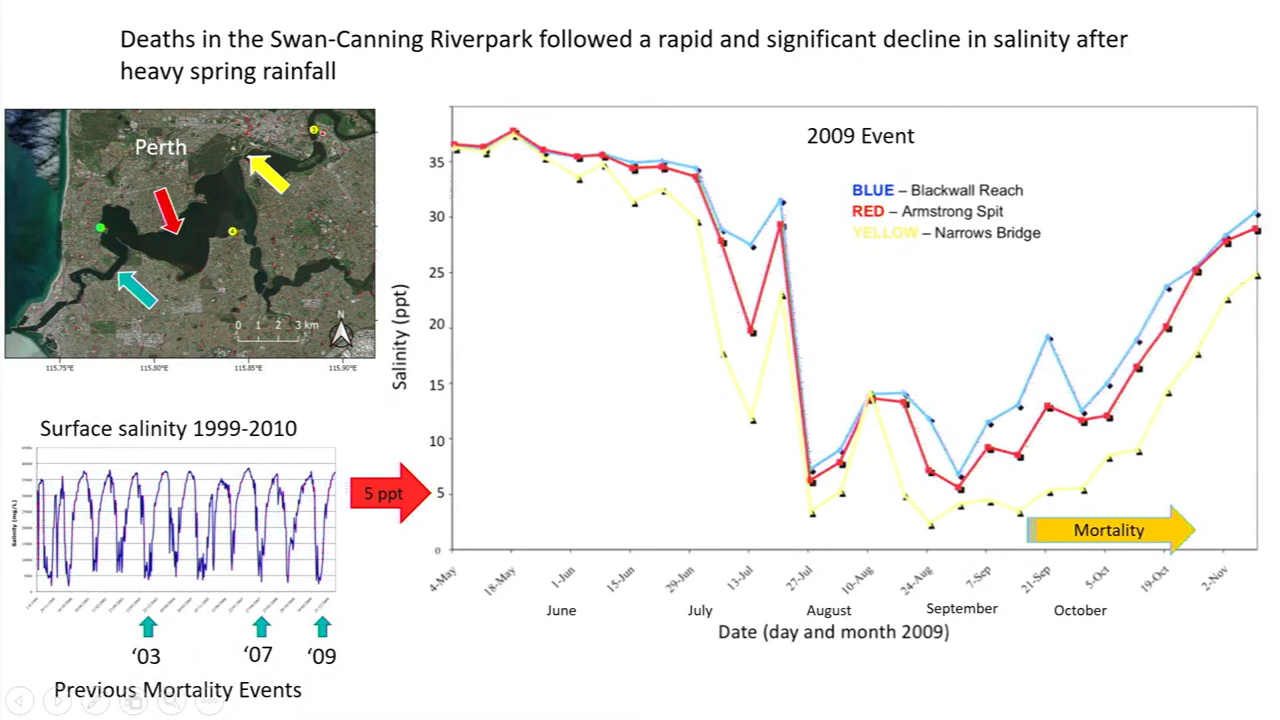 Deaths in the Swan-Canning Riverpark followed a rapid and significant decline in salinity after
heavy spring rainfall
Perth
3
4
N
0 1 2 3 km
115.75°E 115.80°E 115.85°E 115.90°E
Surface salinity 1999-2010
Salinity (mg/L)
'03 '07 '09
Previous Mortality Events
5 ppt
2009 Event
BLUE – Blackwall Reach
RED – Armstrong Spit
YELLOW – Narrows Bridge
Salinity (ppt)
35
30
25
20
15
10
5
0
Mortality
4-May 18-May 1-Jun 15-Jun 29-Jun 13-Jul 27-Jul 10-Aug 24-Aug 7-Sep 21-Sep 5-Oct 19-Oct 2-Nov
June July August September October
Date (day and month 2009)